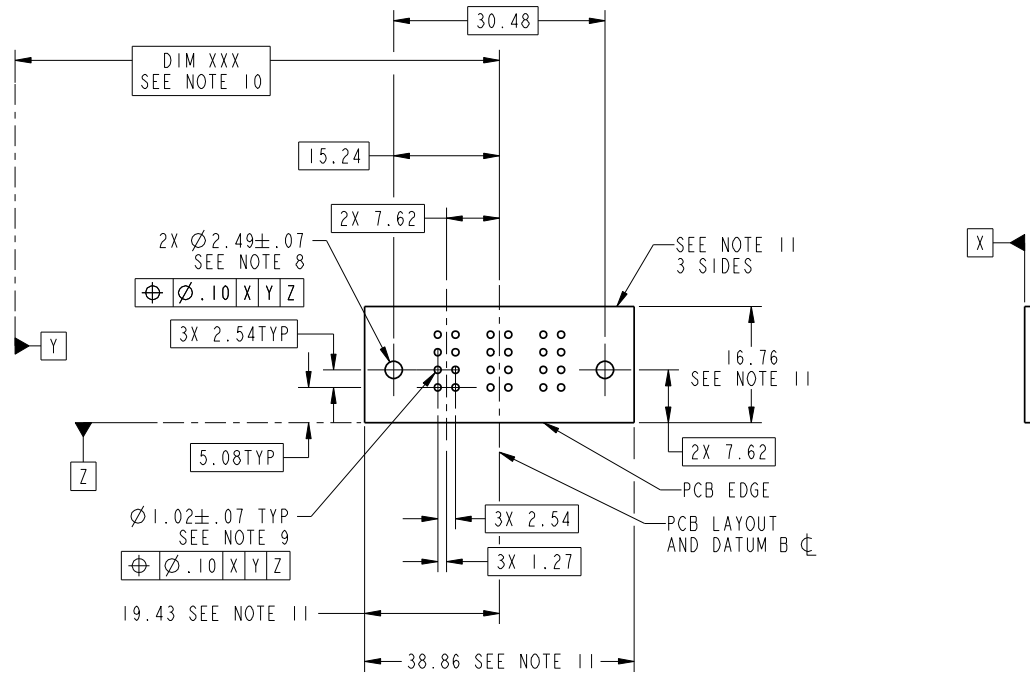 30.48
DIM XXX
SEE NOTE 10
15.24
2X 7.62
2X Ø2.49±.07
SEE NOTE 8
⌖ Ø.10 X Y Z
SEE NOTE 11
3 SIDES
X
3X 2.54TYP
Y
16.76
SEE NOTE 11
5.08TYP
2X 7.62
Z
PCB EDGE
Ø1.02±.07 TYP
SEE NOTE 9
⌖ Ø.10 X Y Z
3X 2.54
PCB LAYOUT
AND DATUM B ℄
3X 1.27
19.43 SEE NOTE 11
38.86 SEE NOTE 11